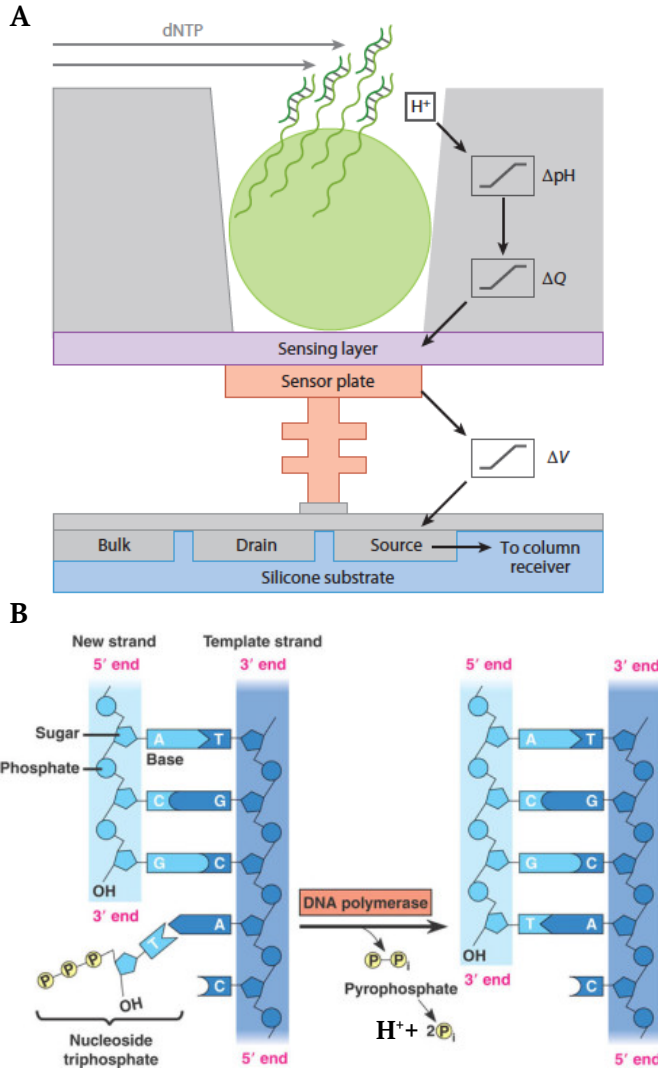 A
dNTP
H⁺
ΔpH
ΔQ
Sensing layer
Sensor plate
ΔV
Bulk
Drain
Source
To column
receiver
Silicone substrate
B
New strand
Template strand
5′ end
3′ end
5′ end
3′ end
Sugar
A
T
A
T
Base
Phosphate
C
G
C
G
G
C
G
C
OH
3′ end
DNA polymerase
T
A
T
A
P
P
P
P
Pᵢ
OH
3′ end
OH
C
Pyrophosphate
C
H⁺+ 2Pᵢ
Nucleoside
triphosphate
5′ end
5′ end